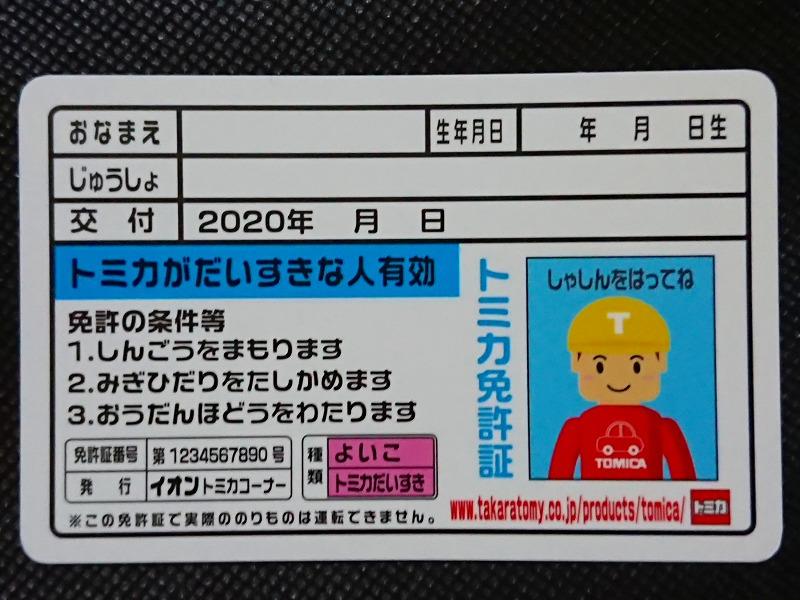 おなまえ 生年月日 年 月 日生
じゅうしょ
交付 2020年 月 日
トミカがだいすきな人有効
免許の条件等
1.しんごうをまもります
2.みぎひだりをたしかめます
3.おうだんほどうをわたります
免許証番号 第1234567890号
発行 イオントミカコーナー
種類 よいこ
トミカだいすき
※この免許証で実際ののりものは運転できません。
トミカ免許証
しゃしんをはってね
T
TOMICA
www.takaratomy.co.jp/products/tomica/
トミカ